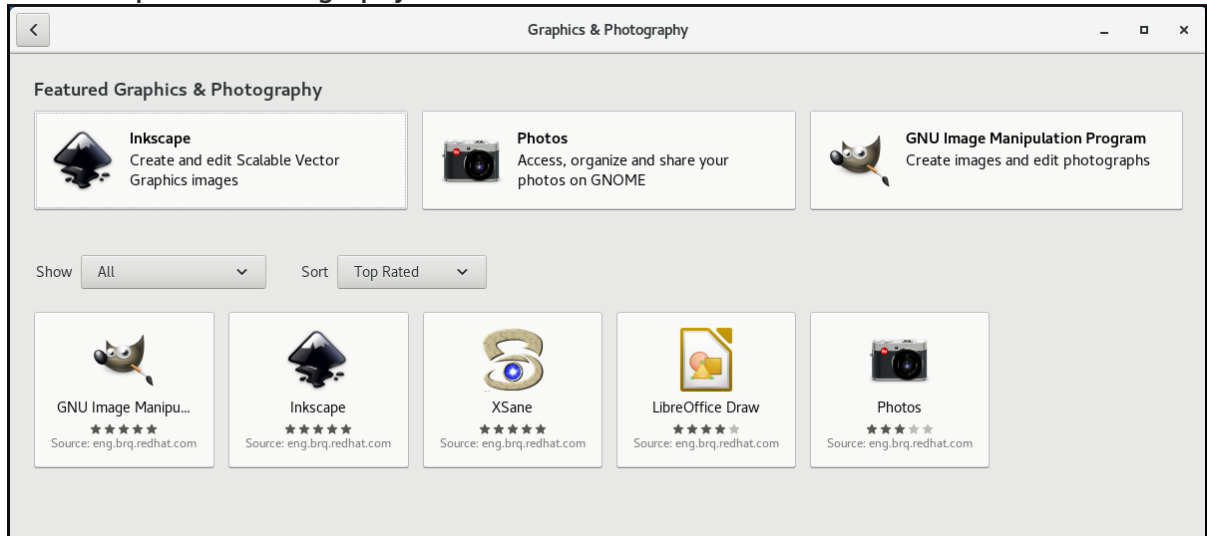 Graphics & Photography
Featured Graphics & Photography
Inkscape
Create and edit Scalable Vector
Graphics images
Photos
Access, organize and share your
photos on GNOME
GNU Image Manipulation Program
Create images and edit photographs
Show All Sort Top Rated
GNU Image Manipu...
Source: eng.brq.redhat.com
Inkscape
Source: eng.brq.redhat.com
XSane
Source: eng.brq.redhat.com
LibreOffice Draw
Source: eng.brq.redhat.com
Photos
Source: eng.brq.redhat.com